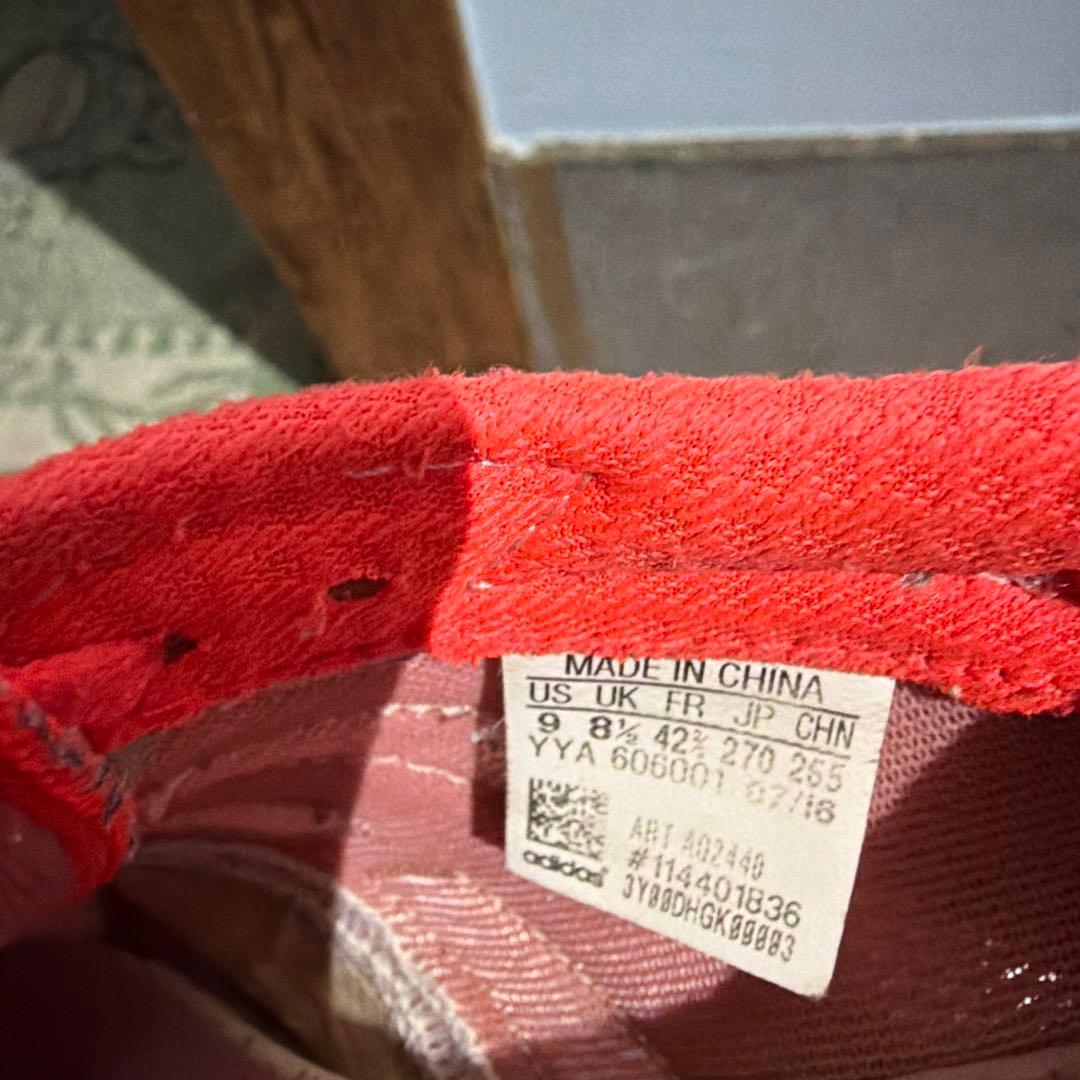 MADE IN CHINA
US UK FR JP CHN
9 8½ 42⅔ 270 265
YYA 606001 07/16
ART AQ2440
#114401836
adidas
3Y00DHGK00003